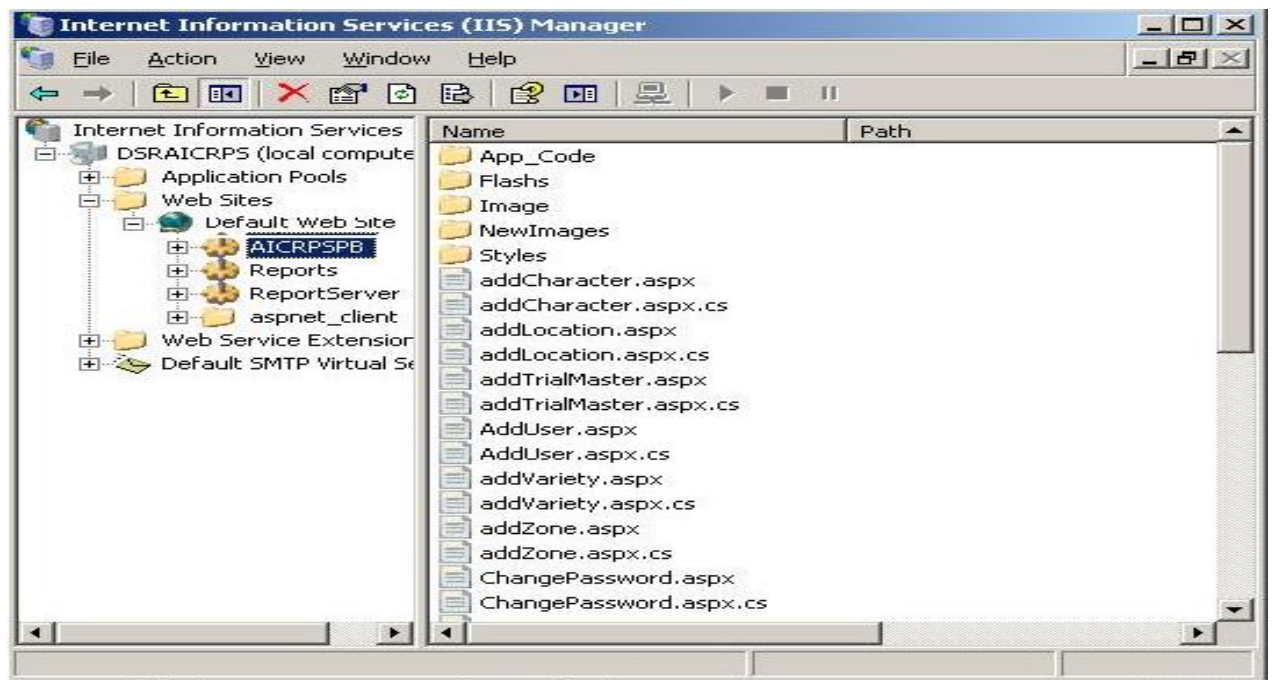 Internet Information Services (IIS) Manager
File Action View Window Help
Internet Information Services
DSRAICRPS (local compute
Application Pools
Web Sites
Default Web Site
AICRPSPB
Reports
ReportServer
aspnet_client
Web Service Extension
Default SMTP Virtual Se
Name Path
App_Code
Flashs
Image
NewImages
Styles
addCharacter.aspx
addCharacter.aspx.cs
addLocation.aspx
addLocation.aspx.cs
addTrialMaster.aspx
addTrialMaster.aspx.cs
AddUser.aspx
AddUser.aspx.cs
addVariety.aspx
addVariety.aspx.cs
addZone.aspx
addZone.aspx.cs
ChangePassword.aspx
ChangePassword.aspx.cs